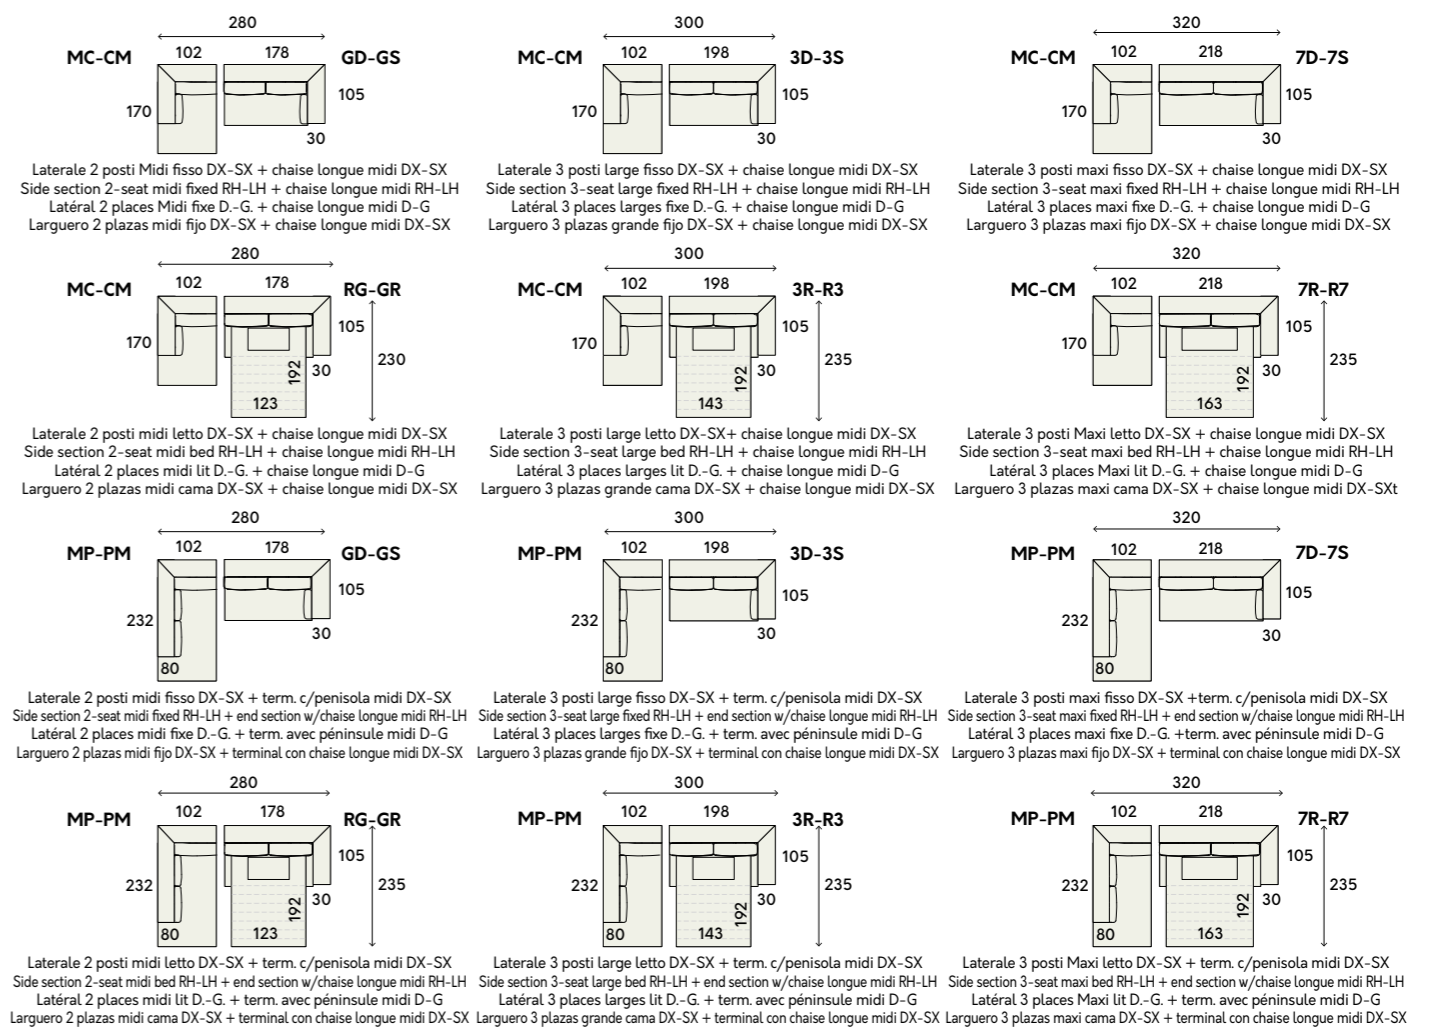 280
102 178
MC-CM GD-GS
105
170
30
Laterale 2 posti Midi fisso DX-SX + chaise longue midi DX-SX
Side section 2-seat midi fixed RH-LH + chaise longue midi RH-LH
Latéral 2 places Midi fixe D.-G. + chaise longue midi D-G
Larguero 2 plazas midi fijo DX-SX + chaise longue midi DX-SX
300
102 198
MC-CM 3D-3S
105
170
30
Laterale 3 posti large fisso DX-SX + chaise longue midi DX-SX
Side section 3-seat large fixed RH-LH + chaise longue midi RH-LH
Latéral 3 places larges fixe D.-G. + chaise longue midi D-G
Larguero 3 plazas grande fijo DX-SX + chaise longue midi DX-SX
320
102 218
MC-CM 7D-7S
105
170
30
Laterale 3 posti maxi fisso DX-SX + chaise longue midi DX-SX
Side section 3-seat maxi fixed RH-LH + chaise longue midi RH-LH
Latéral 3 places maxi fixe D.-G. + chaise longue midi D-G
Larguero 3 plazas maxi fijo DX-SX + chaise longue midi DX-SX
280
102 178
MC-CM RG-GR
105
170
230
192 30
123
Laterale 2 posti midi letto DX-SX + chaise longue midi DX-SX
Side section 2-seat midi bed RH-LH + chaise longue midi RH-LH
Latéral 2 places midi lit D.-G. + chaise longue midi D-G
Larguero 2 plazas midi cama DX-SX + chaise longue midi DX-SX
300
102 198
MC-CM 3R-R3
105
170
235
192 30
143
Laterale 3 posti large letto DX-SX+ chaise longue midi DX-SX
Side section 3-seat large bed RH-LH + chaise longue midi RH-LH
Latéral 3 places larges lit D.-G. + chaise longue midi D-G
Larguero 3 plazas grande cama DX-SX + chaise longue midi DX-SX
320
102 218
MC-CM 7R-R7
105
170
235
192 30
163
Laterale 3 posti Maxi letto DX-SX + chaise longue midi DX-SX
Side section 3-seat maxi bed RH-LH + chaise longue midi RH-LH
Latéral 3 places Maxi lit D.-G. + chaise longue midi D-G
Larguero 3 plazas maxi cama DX-SX + chaise longue midi DX-SXt
280
102 178
MP-PM GD-GS
105
232
30
80
Laterale 2 posti midi fisso DX-SX + term. c/penisola midi DX-SX
Side section 2-seat midi fixed RH-LH + end section w/chaise longue midi RH-LH
Latéral 2 places midi fixe D.-G. + term. avec péninsule midi D-G
Larguero 2 plazas midi fijo DX-SX + terminal con chaise longue midi DX-SX
300
102 198
MP-PM 3D-3S
105
232
30
80
Laterale 3 posti large fisso DX-SX + term. c/penisola midi DX-SX
Side section 3-seat large fixed RH-LH + end section w/chaise longue midi RH-LH
Latéral 3 places larges fixe D.-G. + term. avec péninsule midi D-G
Larguero 3 plazas grande fijo DX-SX + terminal con chaise longue midi DX-SX
320
102 218
MP-PM 7D-7S
105
232
30
80
Laterale 3 posti maxi fisso DX-SX +term. c/penisola midi DX-SX
Side section 3-seat maxi fixed RH-LH + end section w/chaise longue midi RH-LH
Latéral 3 places maxi fixe D.-G. +term. avec péninsule midi D-G
Larguero 3 plazas maxi fijo DX-SX + terminal con chaise longue midi DX-SX
280
102 178
MP-PM RG-GR
105
232 235
192 30
80 123
Laterale 2 posti midi letto DX-SX + term. c/penisola midi DX-SX
Side section 2-seat midi bed RH-LH + end section w/chaise longue midi RH-LH
Latéral 2 places midi lit D.-G. + term. avec péninsule midi D-G
Larguero 2 plazas midi cama DX-SX + terminal con chaise longue midi DX-SX
300
102 198
MP-PM 3R-R3
105
232 235
192 30
80 143
Laterale 3 posti large letto DX-SX + term. c/penisola midi DX-SX
Side section 3-seat large bed RH-LH + end section w/chaise longue midi RH-LH
Latéral 3 places larges lit D.-G. + term. avec péninsule midi D-G
Larguero 3 plazas grande cama DX-SX + terminal con chaise longue midi DX-SX
320
102 218
MP-PM 7R-R7
105
232 235
192 30
80 163
Laterale 3 posti Maxi letto DX-SX + term. c/penisola midi DX-SX
Side section 3-seat maxi bed RH-LH + end section w/chaise longue midi RH-LH
Latéral 3 places Maxi lit D.-G. + term. avec péninsule midi D-G
Larguero 3 plazas maxi cama DX-SX + terminal con chaise longue midi DX-SX